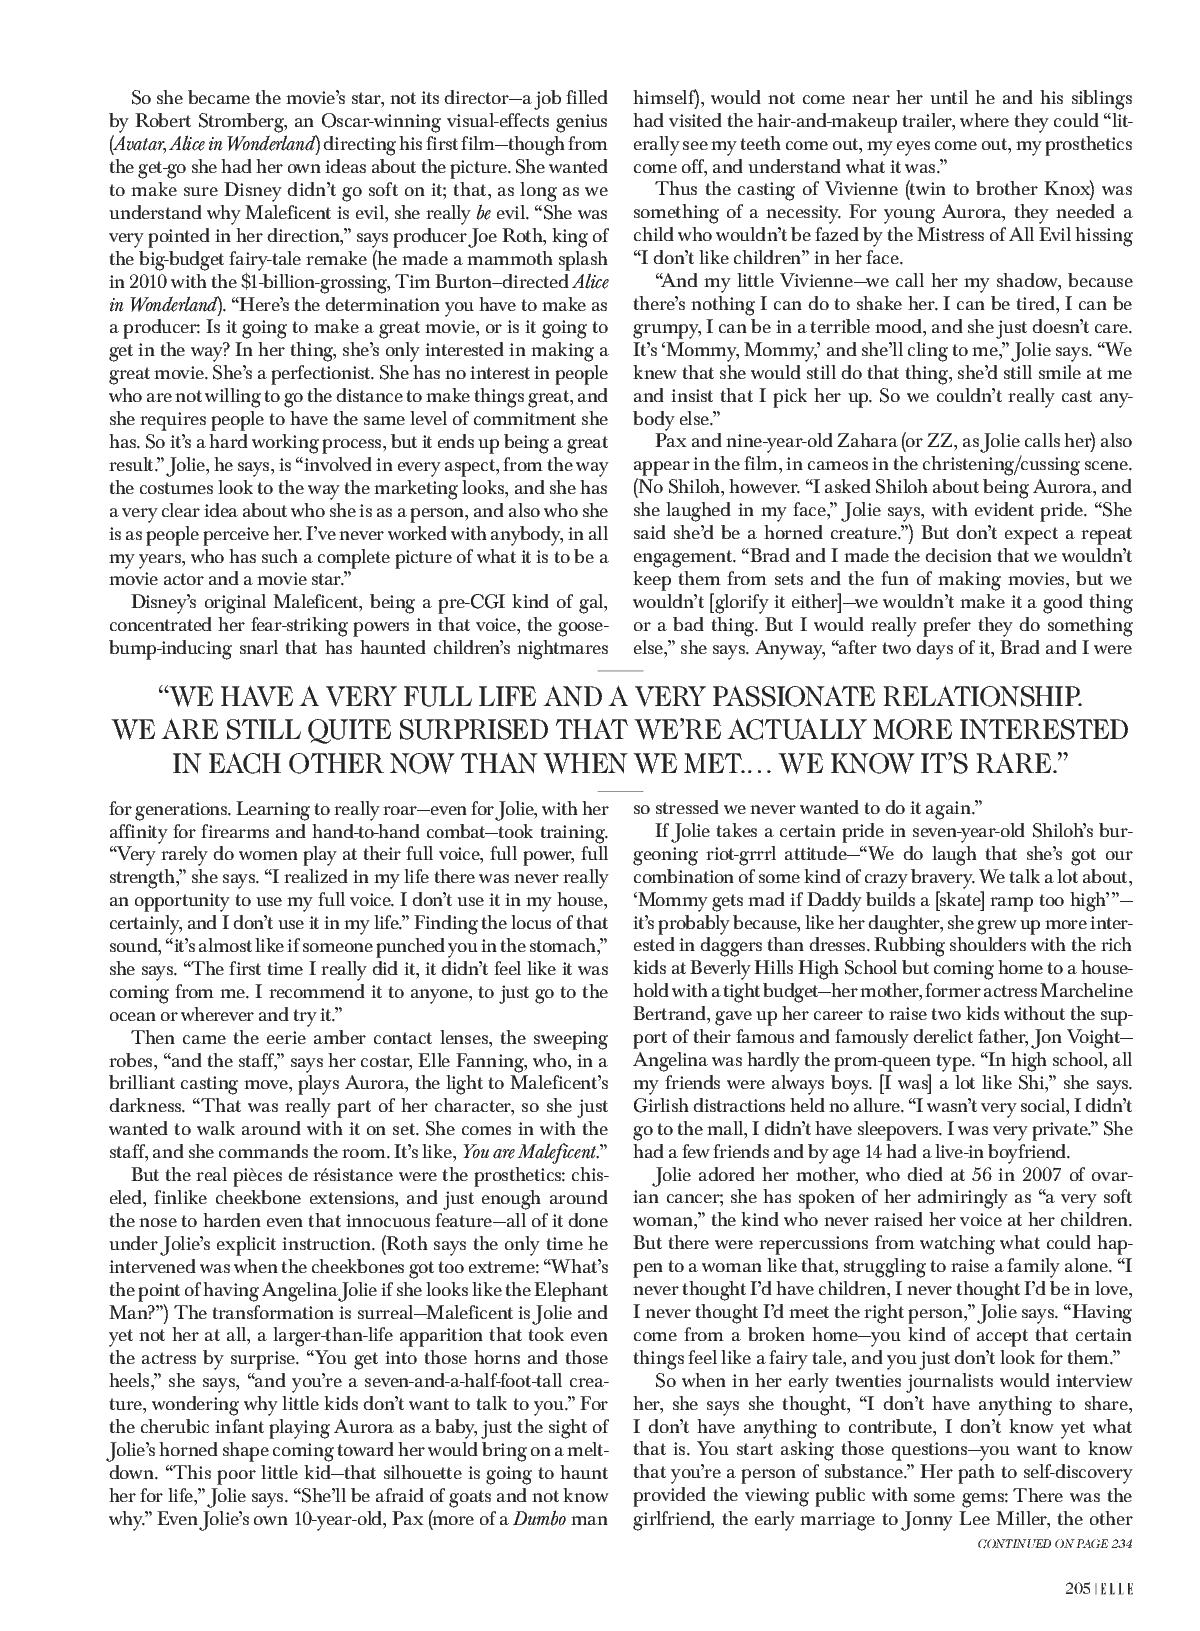 So she became the movie's star, not its director—a job filled
by Robert Stromberg, an Oscar-winning visual-effects genius
(Avatar, Alice in Wonderland) directing his first film—though from
the get-go she had her own ideas about the picture. She wanted
to make sure Disney didn't go soft on it; that, as long as we
understand why Maleficent is evil, she really be evil. “She was
very pointed in her direction,” says producer Joe Roth, king of
the big-budget fairy-tale remake (he made a mammoth splash
in 2010 with the $1-billion-grossing, Tim Burton–directed Alice
in Wonderland). “Here's the determination you have to make as
a producer: Is it going to make a great movie, or is it going to
get in the way? In her thing, she's only interested in making a
great movie. She's a perfectionist. She has no interest in people
who are not willing to go the distance to make things great, and
she requires people to have the same level of commitment she
has. So it's a hard working process, but it ends up being a great
result.” Jolie, he says, is “involved in every aspect, from the way
the costumes look to the way the marketing looks, and she has
a very clear idea about who she is as a person, and also who she
is as people perceive her. I've never worked with anybody, in all
my years, who has such a complete picture of what it is to be a
movie actor and a movie star.”
Disney's original Maleficent, being a pre-CGI kind of gal,
concentrated her fear-striking powers in that voice, the goose-
bump-inducing snarl that has haunted children's nightmares
for generations. Learning to really roar—even for Jolie, with her
affinity for firearms and hand-to-hand combat—took training.
“Very rarely do women play at their full voice, full power, full
strength,” she says. “I realized in my life there was never really
an opportunity to use my full voice. I don't use it in my house,
certainly, and I don't use it in my life.” Finding the locus of that
sound, “it's almost like if someone punched you in the stomach,”
she says. “The first time I really did it, it didn't feel like it was
coming from me. I recommend it to anyone, to just go to the
ocean or wherever and try it.”
Then came the eerie amber contact lenses, the sweeping
robes, “and the staff,” says her costar, Elle Fanning, who, in a
brilliant casting move, plays Aurora, the light to Maleficent's
darkness. “That was really part of her character, so she just
wanted to walk around with it on set. She comes in with the
staff, and she commands the room. It's like, You are Maleficent.”
But the real pièces de résistance were the prosthetics: chis-
eled, finlike cheekbone extensions, and just enough around
the nose to harden even that innocuous feature—all of it done
under Jolie's explicit instruction. (Roth says the only time he
intervened was when the cheekbones got too extreme: “What's
the point of having Angelina Jolie if she looks like the Elephant
Man?”) The transformation is surreal—Maleficent is Jolie and
yet not her at all, a larger-than-life apparition that took even
the actress by surprise. “You get into those horns and those
heels,” she says, “and you're a seven-and-a-half-foot-tall crea-
ture, wondering why little kids don't want to talk to you.” For
the cherubic infant playing Aurora as a baby, just the sight of
Jolie's horned shape coming toward her would bring on a melt-
down. “This poor little kid—that silhouette is going to haunt
her for life,” Jolie says. “She'll be afraid of goats and not know
why.” Even Jolie's own 10-year-old, Pax (more of a Dumbo man
himself), would not come near her until he and his siblings
had visited the hair-and-makeup trailer, where they could “lit-
erally see my teeth come out, my eyes come out, my prosthetics
come off, and understand what it was.”
Thus the casting of Vivienne (twin to brother Knox) was
something of a necessity. For young Aurora, they needed a
child who wouldn't be fazed by the Mistress of All Evil hissing
“I don't like children” in her face.
“And my little Vivienne—we call her my shadow, because
there's nothing I can do to shake her. I can be tired, I can be
grumpy, I can be in a terrible mood, and she just doesn't care.
It's ‘Mommy, Mommy,’ and she'll cling to me,” Jolie says. “We
knew that she would still do that thing, she'd still smile at me
and insist that I pick her up. So we couldn't really cast any-
body else.”
Pax and nine-year-old Zahara (or ZZ, as Jolie calls her) also
appear in the film, in cameos in the christening/cussing scene.
(No Shiloh, however. “I asked Shiloh about being Aurora, and
she laughed in my face,” Jolie says, with evident pride. “She
said she'd be a horned creature.”) But don't expect a repeat
engagement. “Brad and I made the decision that we wouldn't
keep them from sets and the fun of making movies, but we
wouldn't [glorify it either]—we wouldn't make it a good thing
or a bad thing. But I would really prefer they do something
else,” she says. Anyway, “after two days of it, Brad and I were
so stressed we never wanted to do it again.”
If Jolie takes a certain pride in seven-year-old Shiloh's bur-
geoning riot-grrrl attitude—“We do laugh that she's got our
combination of some kind of crazy bravery. We talk a lot about,
‘Mommy gets mad if Daddy builds a [skate] ramp too high’”—
it's probably because, like her daughter, she grew up more inter-
ested in daggers than dresses. Rubbing shoulders with the rich
kids at Beverly Hills High School but coming home to a house-
hold with a tight budget—her mother, former actress Marcheline
Bertrand, gave up her career to raise two kids without the sup-
port of their famous and famously derelict father, Jon Voight—
Angelina was hardly the prom-queen type. “In high school, all
my friends were always boys. [I was] a lot like Shi,” she says.
Girlish distractions held no allure. “I wasn't very social, I didn't
go to the mall, I didn't have sleepovers. I was very private.” She
had a few friends and by age 14 had a live-in boyfriend.
Jolie adored her mother, who died at 56 in 2007 of ovar-
ian cancer; she has spoken of her admiringly as “a very soft
woman,” the kind who never raised her voice at her children.
But there were repercussions from watching what could hap-
pen to a woman like that, struggling to raise a family alone. “I
never thought I'd have children, I never thought I'd be in love,
I never thought I'd meet the right person,” Jolie says. “Having
come from a broken home—you kind of accept that certain
things feel like a fairy tale, and you just don't look for them.”
So when in her early twenties journalists would interview
her, she says she thought, “I don't have anything to share,
I don't have anything to contribute, I don't know yet what
that is. You start asking those questions—you want to know
that you're a person of substance.” Her path to self-discovery
provided the viewing public with some gems: There was the
girlfriend, the early marriage to Jonny Lee Miller, the other
“WE HAVE A VERY FULL LIFE AND A VERY PASSIONATE RELATIONSHIP.
WE ARE STILL QUITE SURPRISED THAT WE'RE ACTUALLY MORE INTERESTED
IN EACH OTHER NOW THAN WHEN WE MET.… WE KNOW IT'S RARE.”
CONTINUED ON PAGE 234
205 | ELLE